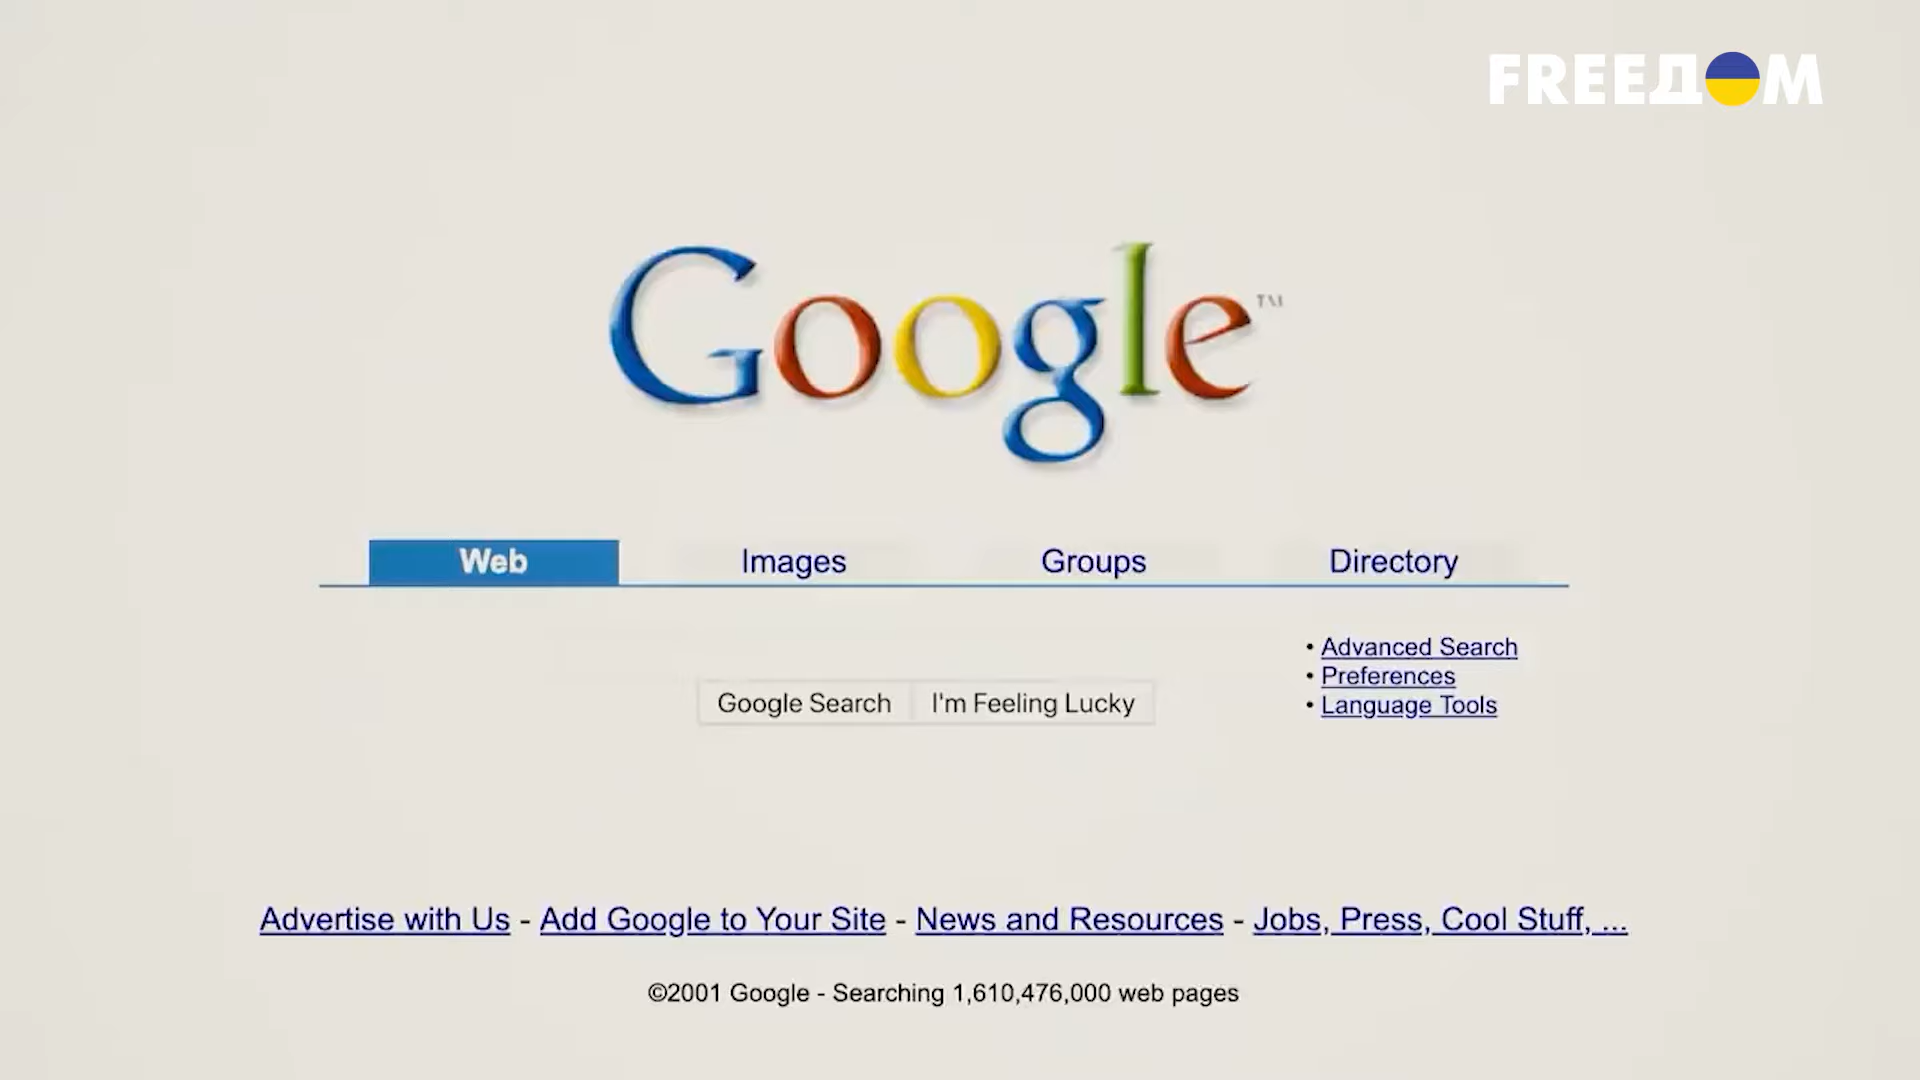 FREEДOM
Google™
Web Images Groups Directory
• Advanced Search
• Preferences
• Language Tools
Google Search I'm Feeling Lucky
Advertise with Us - Add Google to Your Site - News and Resources - Jobs, Press, Cool Stuff, ...
©2001 Google - Searching 1,610,476,000 web pages